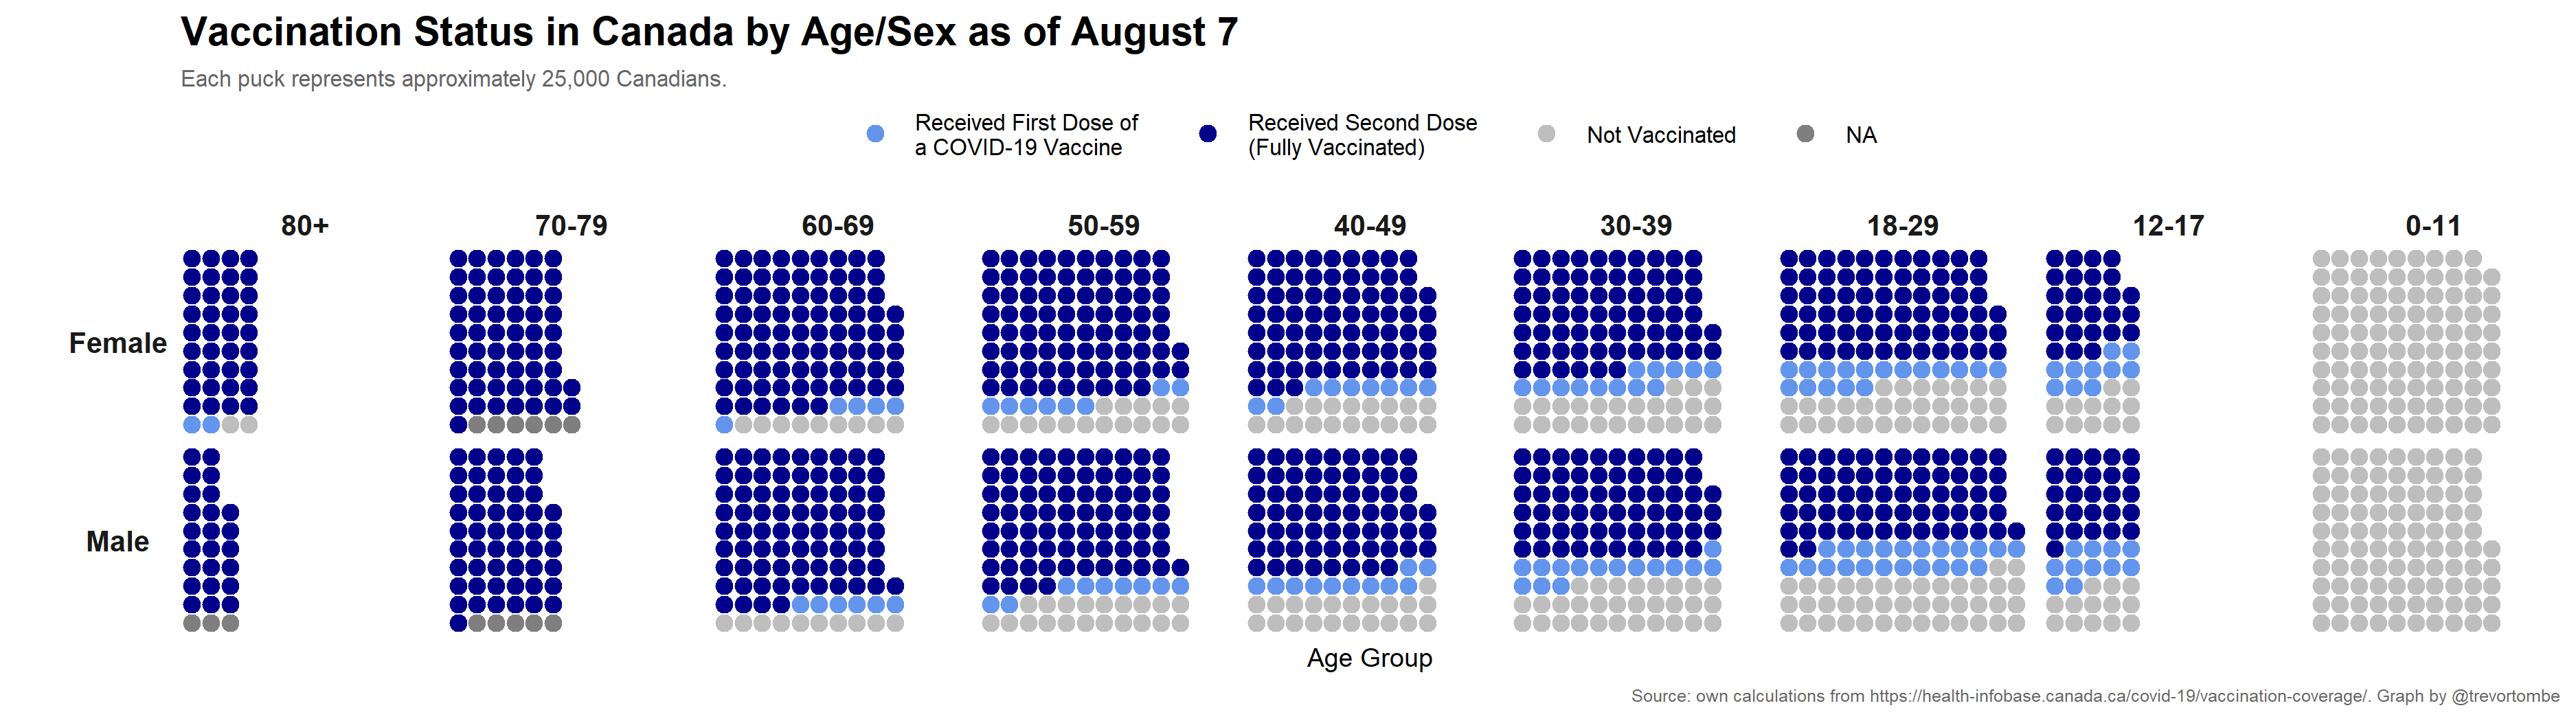 Vaccination Status in Canada by Age/Sex as of August 7
Each puck represents approximately 25,000 Canadians.
Received First Dose of
a COVID-19 Vaccine
Received Second Dose
(Fully Vaccinated)
Not Vaccinated
NA
80+ 70-79 60-69 50-59 40-49 30-39 18-29 12-17 0-11
Female
Male
Age Group
Source: own calculations from https://health-infobase.canada.ca/covid-19/vaccination-coverage/. Graph by @trevortombe